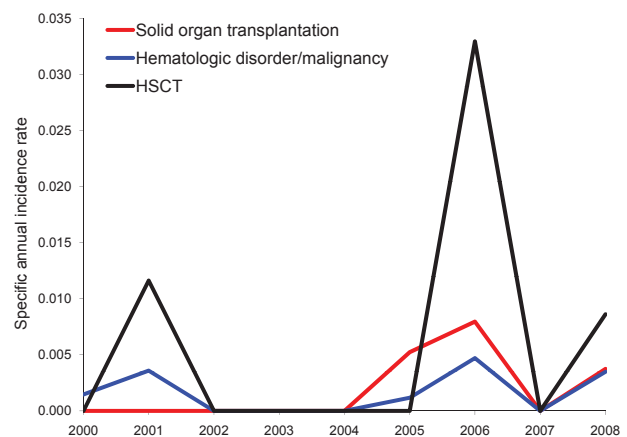 Solid organ transplantation
Hematologic disorder/malignancy
HSCT
Specific annual incidence rate
0.035
0.030
0.025
0.020
0.015
0.010
0.005
0.000
2000 2001 2002 2003 2004 2005 2006 2007 2008